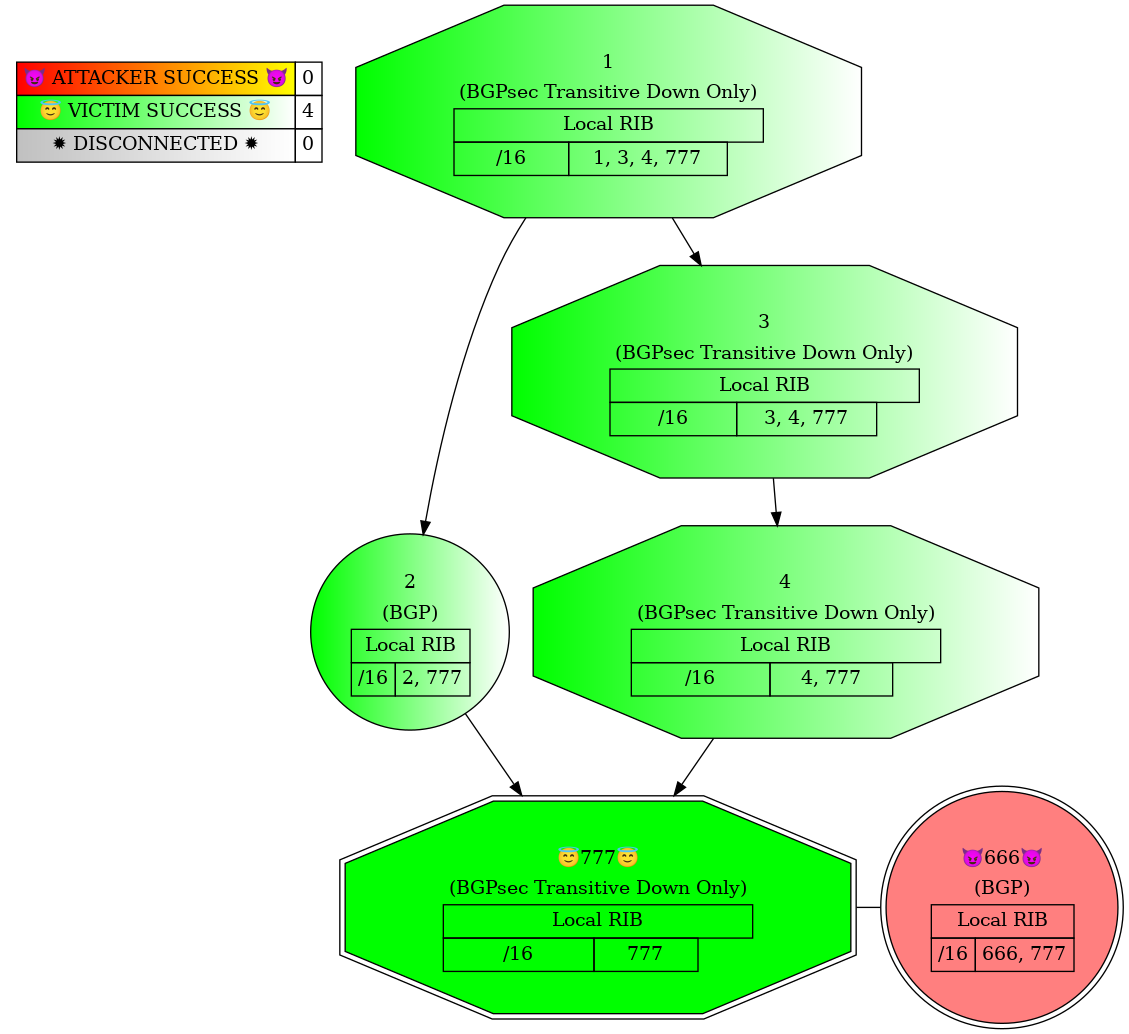 😈 ATTACKER SUCCESS 😈 0
😇 VICTIM SUCCESS 😇 4
✹ DISCONNECTED ✹ 0
1
(BGPsec Transitive Down Only)
Local RIB
/16 1, 3, 4, 777
3
(BGPsec Transitive Down Only)
Local RIB
/16 3, 4, 777
2
(BGP)
Local RIB
/16 2, 777
4
(BGPsec Transitive Down Only)
Local RIB
/16 4, 777
😇777😇
(BGPsec Transitive Down Only)
Local RIB
/16 777
😈666😈
(BGP)
Local RIB
/16 666, 777